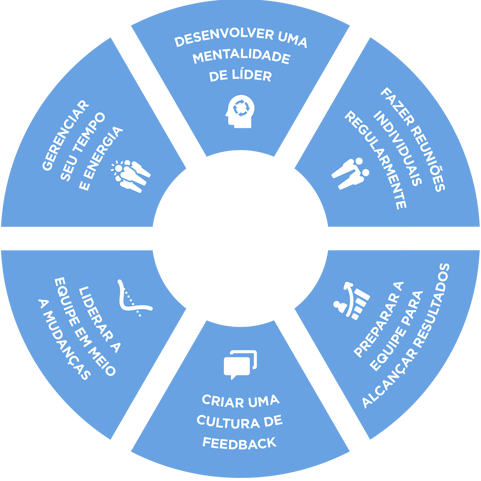 DESENVOLVER UMA
MENTALIDADE
DE LÍDER
FAZER REUNIÕES
INDIVIDUAIS
REGULARMENTE
PREPARAR A
EQUIPE PARA
ALCANÇAR RESULTADOS
CRIAR UMA
CULTURA DE
FEEDBACK
LIDERAR A
EQUIPE EM MEIO
A MUDANÇAS
GERENCIAR
SEU TEMPO
E ENERGIA